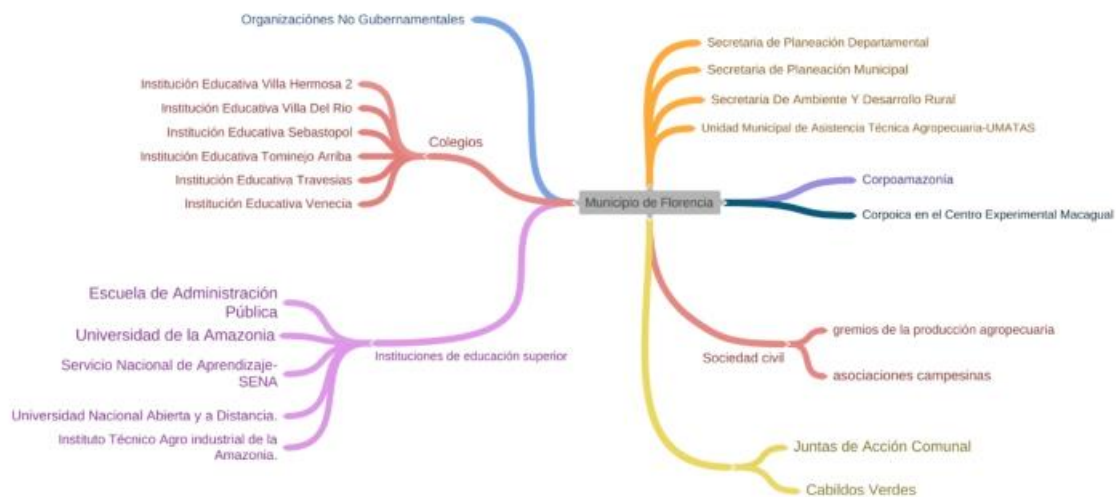 Organizaciónes No Gubernamentales
Institución Educativa Villa Hermosa 2
Institución Educativa Villa Del Rio
Institución Educativa Sebastopol
Institución Educativa Tominejo Arriba
Institución Educativa Travesias
Institución Educativa Venecia
Colegios
Escuela de Administración
Pública
Universidad de la Amazonia
Servicio Nacional de Aprendizaje-
SENA
Universidad Nacional Abierta y a Distancia.
Instituto Técnico Agro industrial de la
Amazonia.
Instituciones de educación superior
Municipio de Florencia
Secretaria de Planeación Departamental
Secretaria de Planeación Municipal
Secretaria De Ambiente Y Desarrollo Rural
Unidad Municipal de Asistencia Técnica Agropecuaria-UMATAS
Corpoamazonía
Corpoica en el Centro Experimental Macagual
Sociedad civil
gremios de la producción agropecuaria
asociaciones campesinas
Juntas de Acción Comunal
Cabildos Verdes